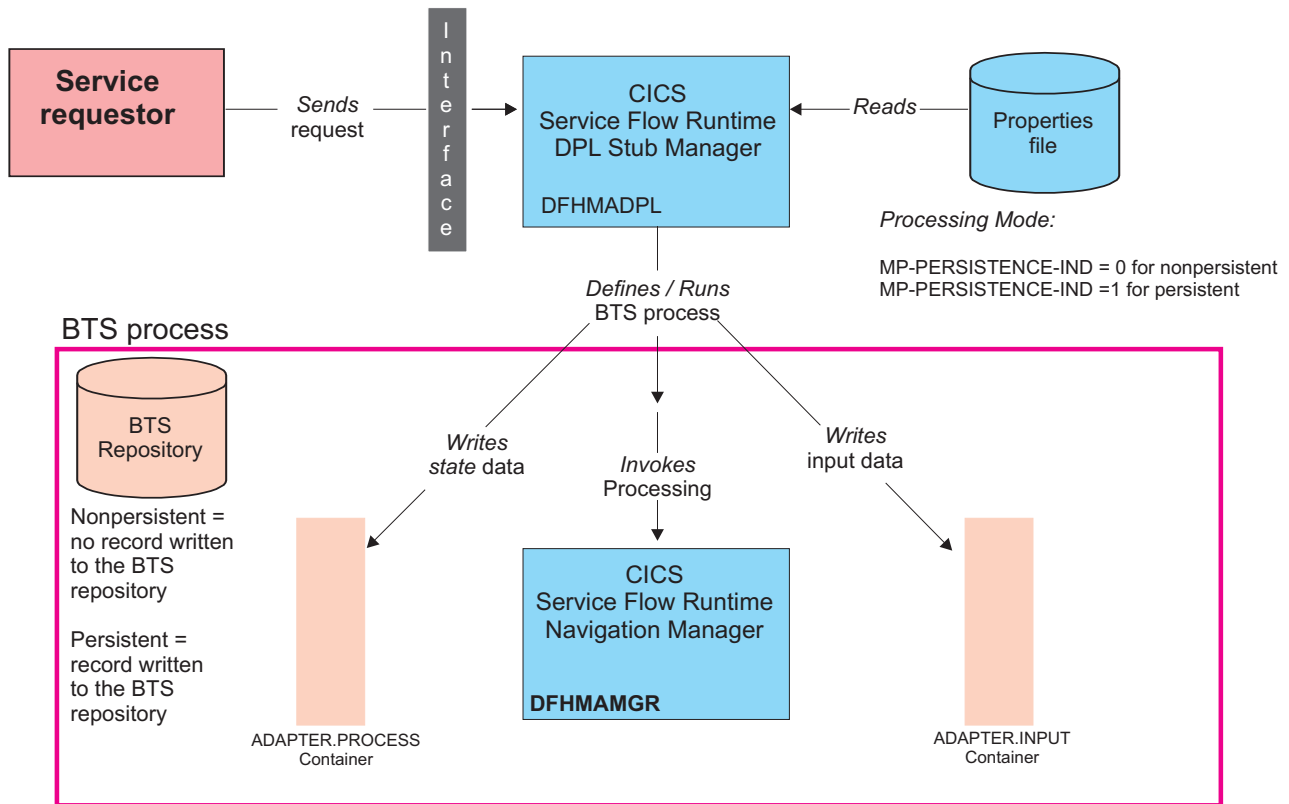 Service
requestor
Sends
request
Interface
CICS
Service Flow Runtime
DPL Stub Manager
DFHMADPL
Reads
Properties
file
Processing Mode:
MP-PERSISTENCE-IND = 0 for nonpersistent
MP-PERSISTENCE-IND =1 for persistent
Defines / Runs
BTS process
BTS process
BTS
Repository
Nonpersistent =
no record written
to the BTS
repository
Persistent =
record written
to the BTS
repository
Writes
state data
Invokes
Processing
Writes
input data
ADAPTER.PROCESS
Container
CICS
Service Flow Runtime
Navigation Manager
DFHMAMGR
ADAPTER.INPUT
Container